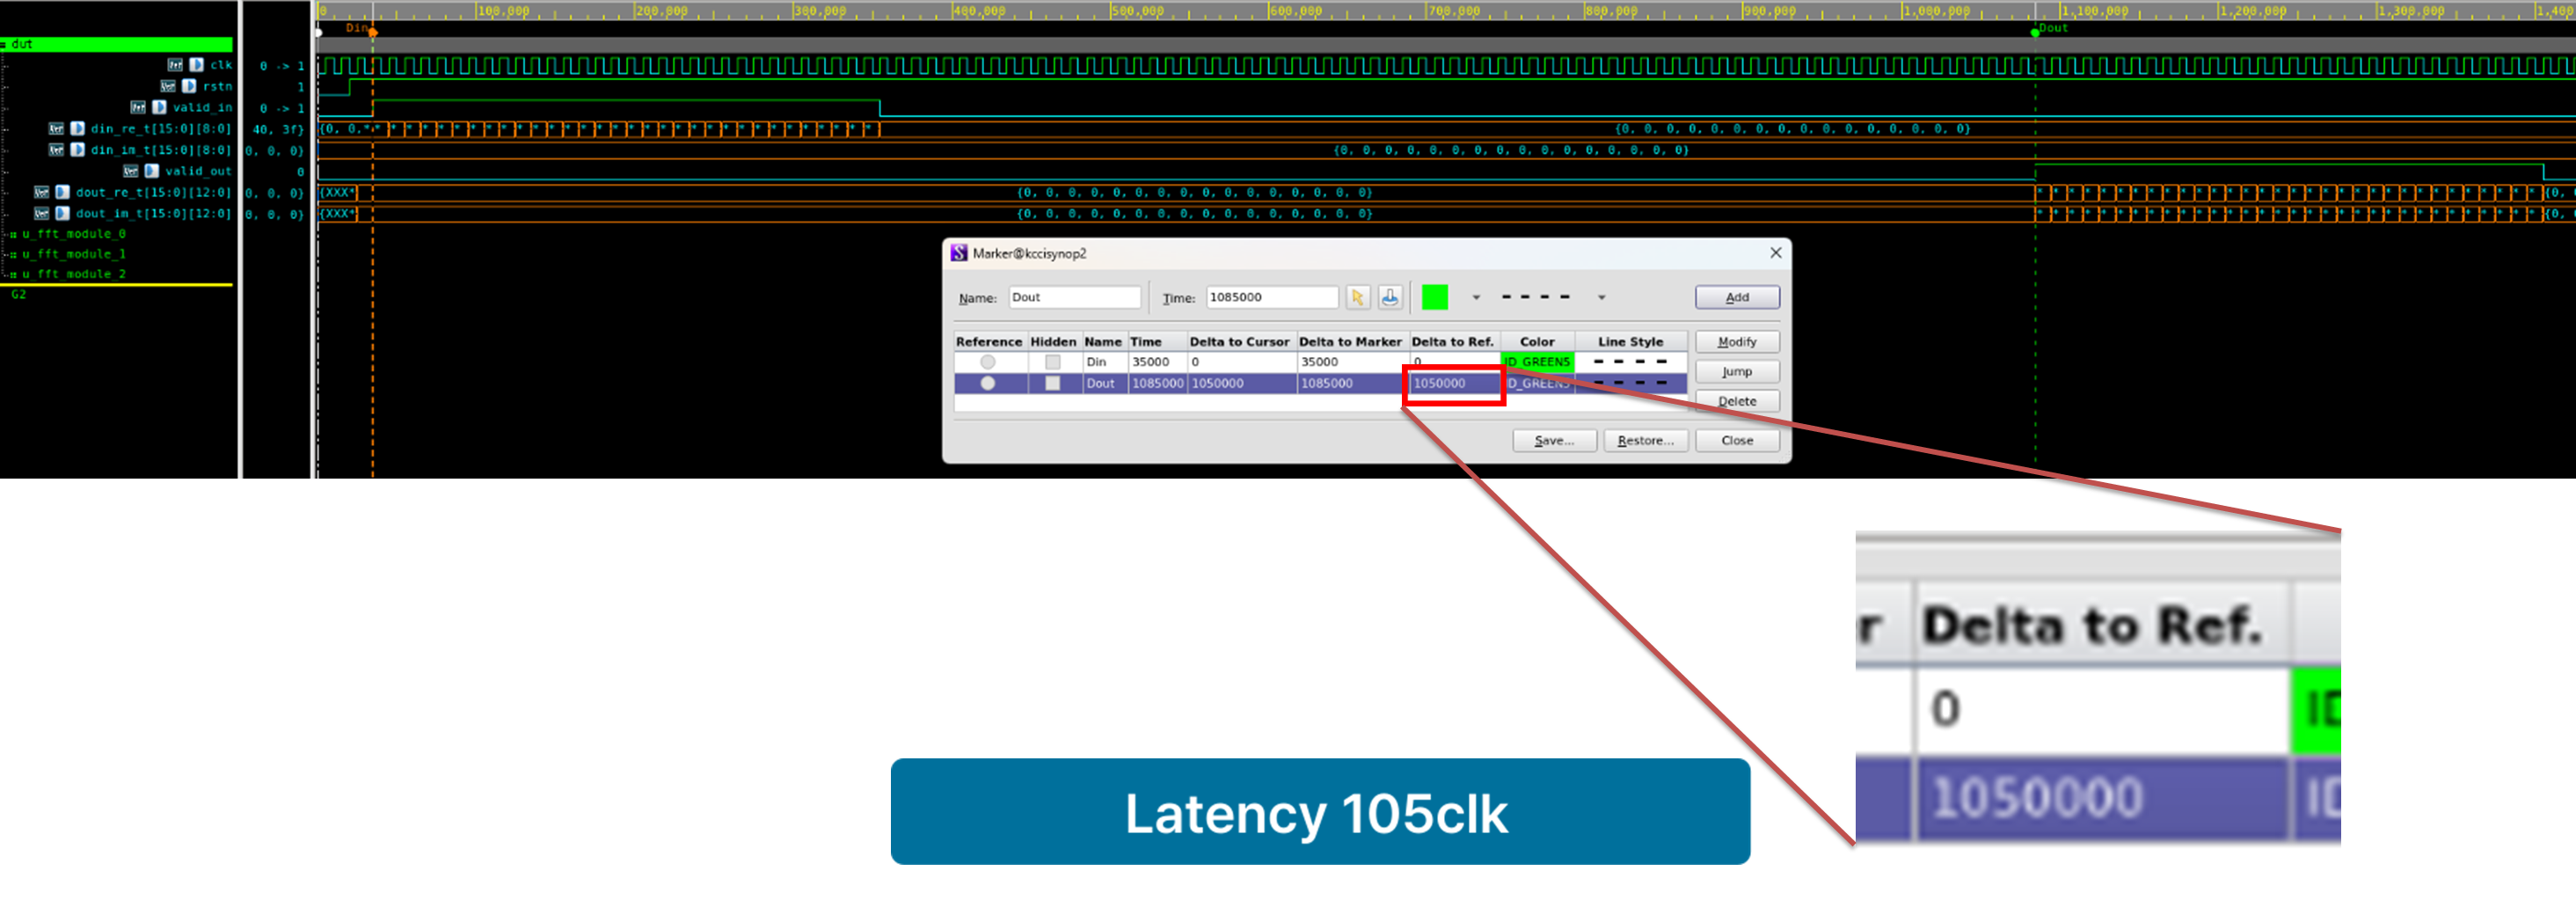 0 100,000 200,000 300,000 400,000 500,000 600,000 700,000 800,000 900,000 1,000,000 1,100,000 1,200,000 1,300,000 1,400
Din Dout
dut
clk 0 -> 1
rstn 1
valid_in 0 -> 1
din_re_t[15:0][8:0] 40, 3f} {0, 0,* {0, 0, 0, 0, 0, 0, 0, 0, 0, 0, 0, 0, 0, 0, 0, 0}
din_im_t[15:0][8:0] 0, 0, 0} {0, 0, 0, 0, 0, 0, 0, 0, 0, 0, 0, 0, 0, 0, 0, 0}
valid_out 0
dout_re_t[15:0][12:0] 0, 0, 0} {XXX* {0, 0, 0, 0, 0, 0, 0, 0, 0, 0, 0, 0, 0, 0, 0, 0} {0,
dout_im_t[15:0][12:0] 0, 0, 0} {XXX* {0, 0, 0, 0, 0, 0, 0, 0, 0, 0, 0, 0, 0, 0, 0, 0} {0,
u_fft_module_0
u_fft_module_1
u_fft_module_2
G2
Marker@kccisynop2
Name: Dout Time: 1085000 Add
Reference Hidden Name Time Delta to Cursor Delta to Marker Delta to Ref. Color Line Style Modify
Din 35000 0 35000 0 ID_GREEN5
Jump
Dout 1085000 1050000 1085000 1050000 ID_GREEN5
Delete
Save... Restore... Close
r Delta to Ref.
0 ID
1050000 ID
Latency 105clk